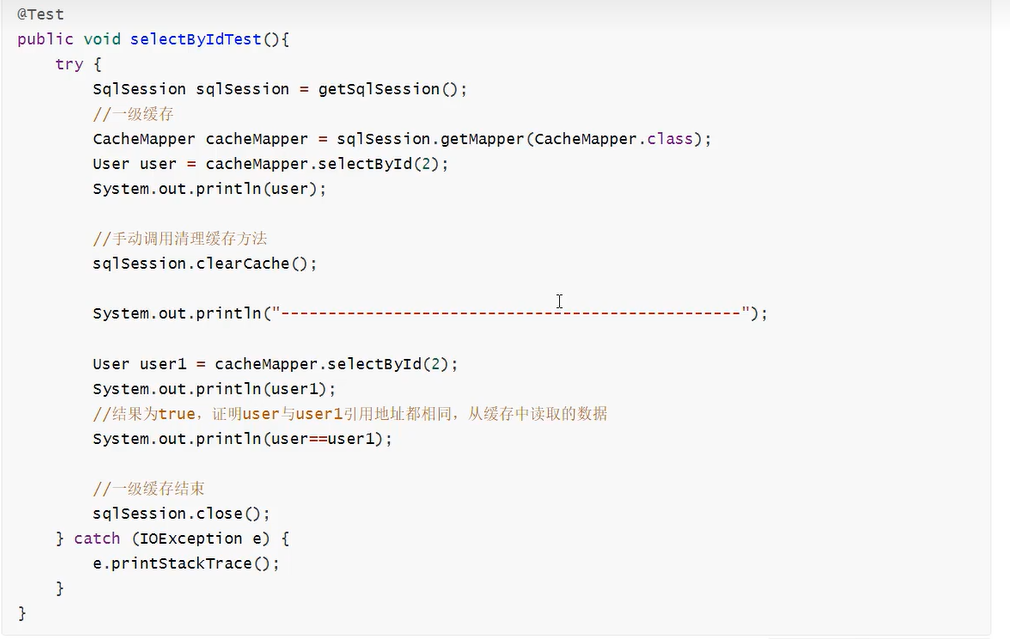 @Test
public void selectByIdTest(){
    try {
        SqlSession sqlSession = getSqlSession();
        //一级缓存
        CacheMapper cacheMapper = sqlSession.getMapper(CacheMapper.class);
        User user = cacheMapper.selectById(2);
        System.out.println(user);
        //手动调用清理缓存方法
        sqlSession.clearCache();
        System.out.println("-------------------------------------------------");
        User user1 = cacheMapper.selectById(2);
        System.out.println(user1);
        //结果为true，证明user与user1引用地址都相同，从缓存中读取的数据
        System.out.println(user==user1);
        //一级缓存结束
        sqlSession.close();
    } catch (IOException e) {
        e.printStackTrace();
    }
}